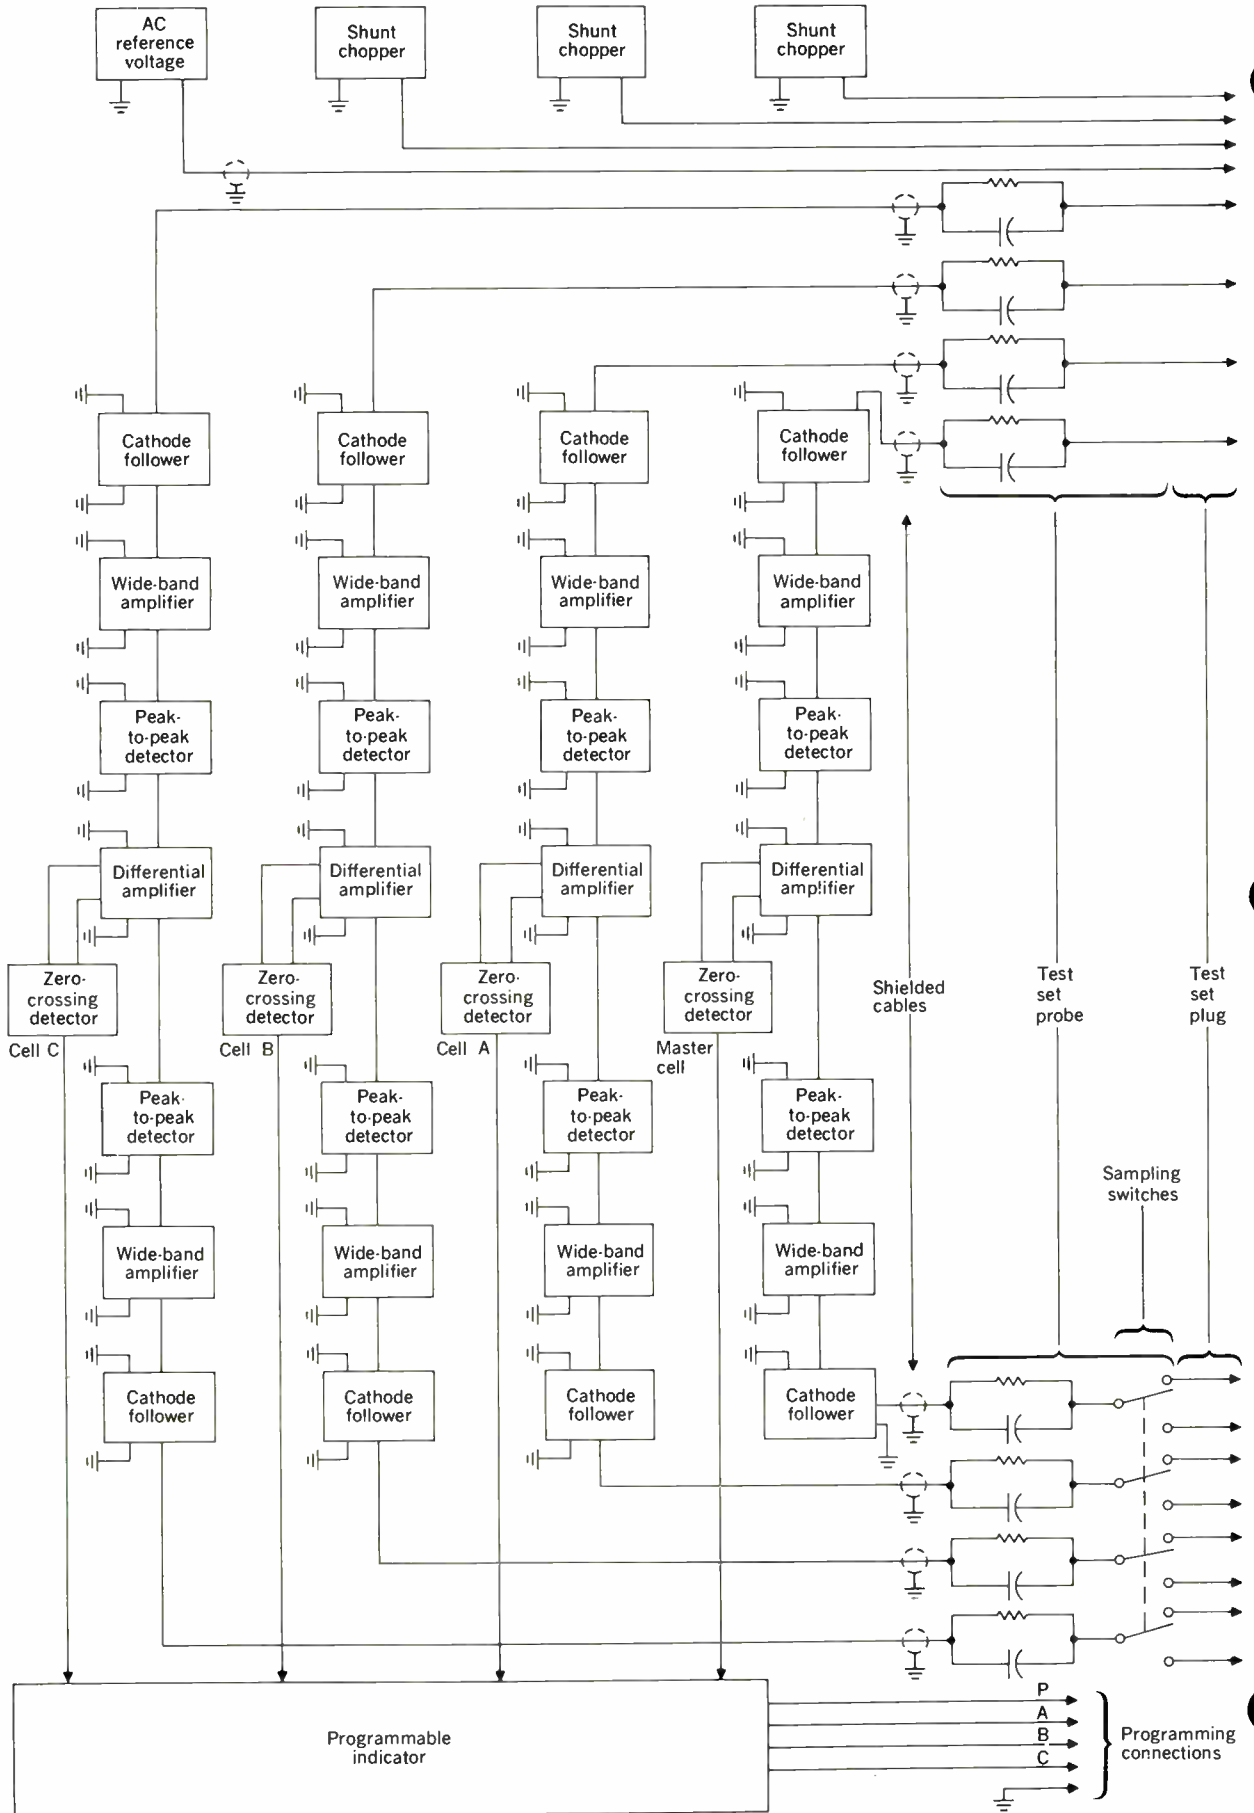 AC
reference
voltage
Shunt
chopper
Shunt
chopper
Shunt
chopper
Cathode
follower
Cathode
follower
Cathode
follower
Cathode
follower
Wide-band
amplifier
Wide-band
amplifier
Wide-band
amplifier
Wide-band
amplifier
Peak-
to-peak
detector
Peak-
to-peak
detector
Peak-
to-peak
detector
Peak-
to-peak
detector
Differential
amplifier
Differential
amplifier
Differential
amplifier
Differential
amplifier
Zero-
crossing
detector
Zero-
crossing
detector
Zero-
crossing
detector
Zero-
crossing
detector
Shielded
cables
Test
set
probe
Test
set
plug
Cell C
Cell B
Cell A
Master
cell
Peak-
to-peak
detector
Peak-
to-peak
detector
Peak-
to-peak
detector
Peak-
to-peak
detector
Sampling
switches
Wide-band
amplifier
Wide-band
amplifier
Wide-band
amplifier
Wide-band
amplifier
Cathode
follower
Cathode
follower
Cathode
follower
Cathode
follower
Programmable
indicator
P
A
B
C
Programming
connections